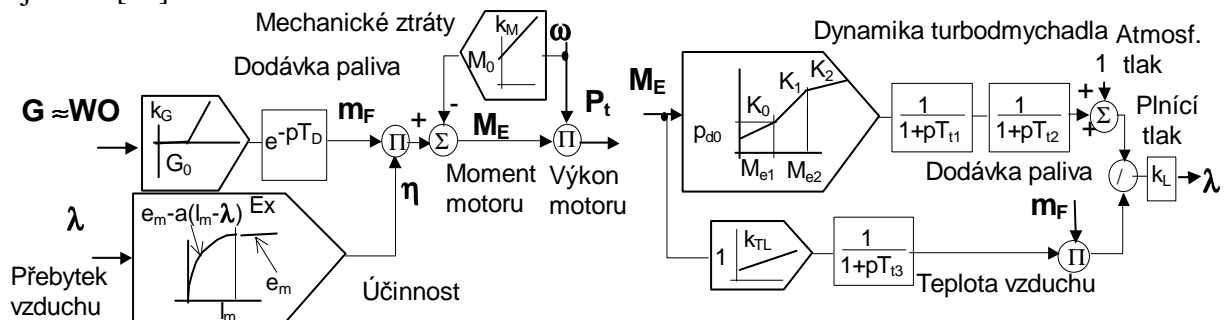 Mechanické ztráty
k_M
ω
M_0
Dodávka paliva
G ≈WO
k_G
G_0
e^-pT_D
m_F
Π
+
-
Σ
M_E
Π
P_t
η
Moment
motoru
Výkon
motoru
λ
e_m-a(l_m-λ)
Ex
e_m
l_m
Přebytek
vzduchu
Účinnost
Dynamika turbodmychadla
Atmosf.
tlak
M_E
K_0
K_1
K_2
p_d0
M_e1
M_e2
1
1+pT_t1
1
1+pT_t2
1
+
+
Σ
Plnící
tlak
Dodávka paliva
m_F
/
k_L
λ
1
k_TL
1
1+pT_t3
Π
Teplota vzduchu